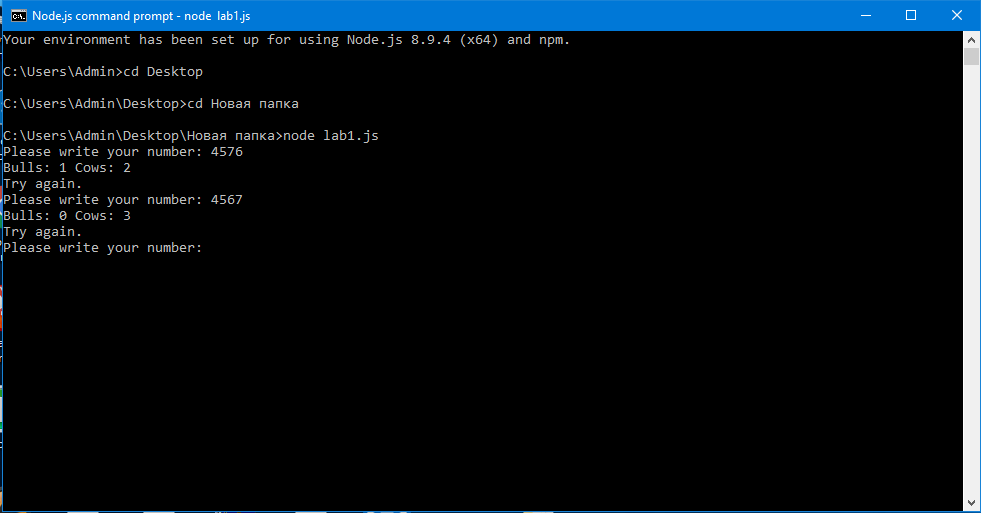 Node.js command prompt - node lab1.js
Your environment has been set up for using Node.js 8.9.4 (x64) and npm.
C:\Users\Admin>cd Desktop
C:\Users\Admin\Desktop>cd Новая папка
C:\Users\Admin\Desktop\Новая папка>node lab1.js
Please write your number: 4576
Bulls: 1 Cows: 2
Try again.
Please write your number: 4567
Bulls: 0 Cows: 3
Try again.
Please write your number: